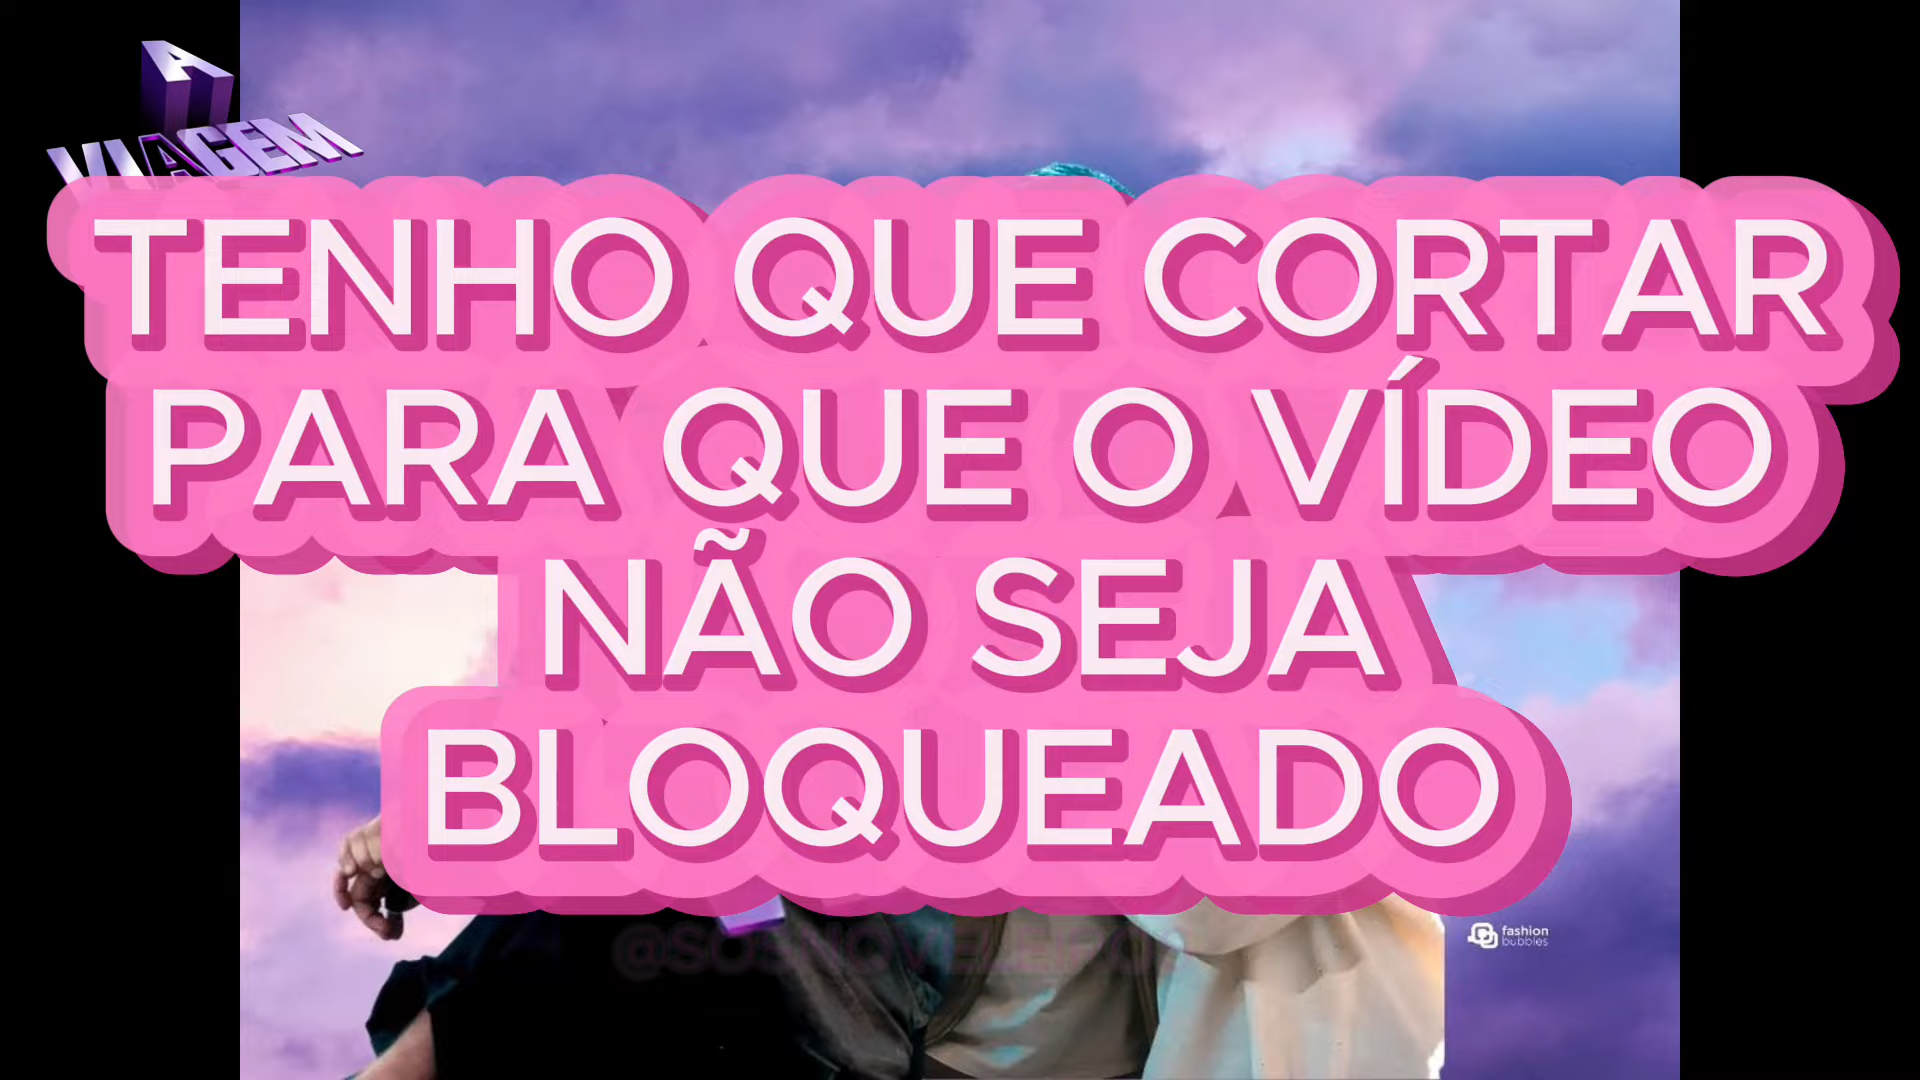 A
VIAGEM
TENHO QUE CORTAR
PARA QUE O VÍDEO
NÃO SEJA
BLOQUEADO
fashion
bubbles